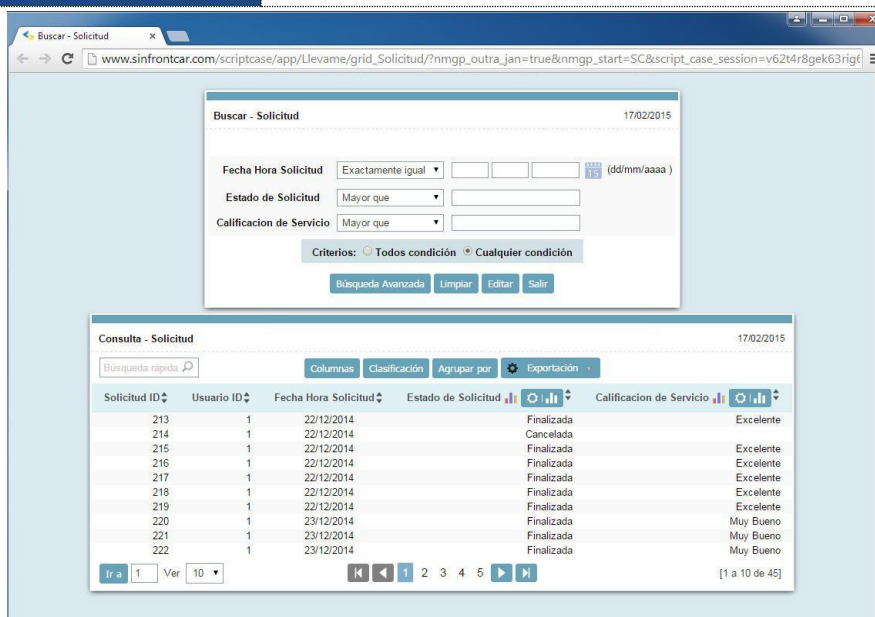 Buscar - Solicitud
www.sinfrontcar.com/scriptcase/app/Llevame/grid_Solicitud/?nmgp_outra_jan=true&nmgp_start=SC&script_case_session=v62t4r8gek63rig6
Buscar - Solicitud 17/02/2015
Fecha Hora Solicitud Exactamente igual (dd/mm/aaaa )
Estado de Solicitud Mayor que
Calificacion de Servicio Mayor que
Criterios: Todos condición Cualquier condición
Búsqueda Avanzada Limpiar Editar Salir
Consulta - Solicitud 17/02/2015
Búsqueda rápida Columnas Clasificación Agrupar por Exportación
Solicitud ID Usuario ID Fecha Hora Solicitud Estado de Solicitud Calificacion de Servicio
213 1 22/12/2014 Finalizada Excelente
214 1 22/12/2014 Cancelada
215 1 22/12/2014 Finalizada Excelente
216 1 22/12/2014 Finalizada Excelente
217 1 22/12/2014 Finalizada Excelente
218 1 22/12/2014 Finalizada Excelente
219 1 22/12/2014 Finalizada Excelente
220 1 23/12/2014 Finalizada Muy Bueno
221 1 23/12/2014 Finalizada Muy Bueno
222 1 23/12/2014 Finalizada Muy Bueno
Ir a 1 Ver 10 1 2 3 4 5 [1 a 10 de 45]